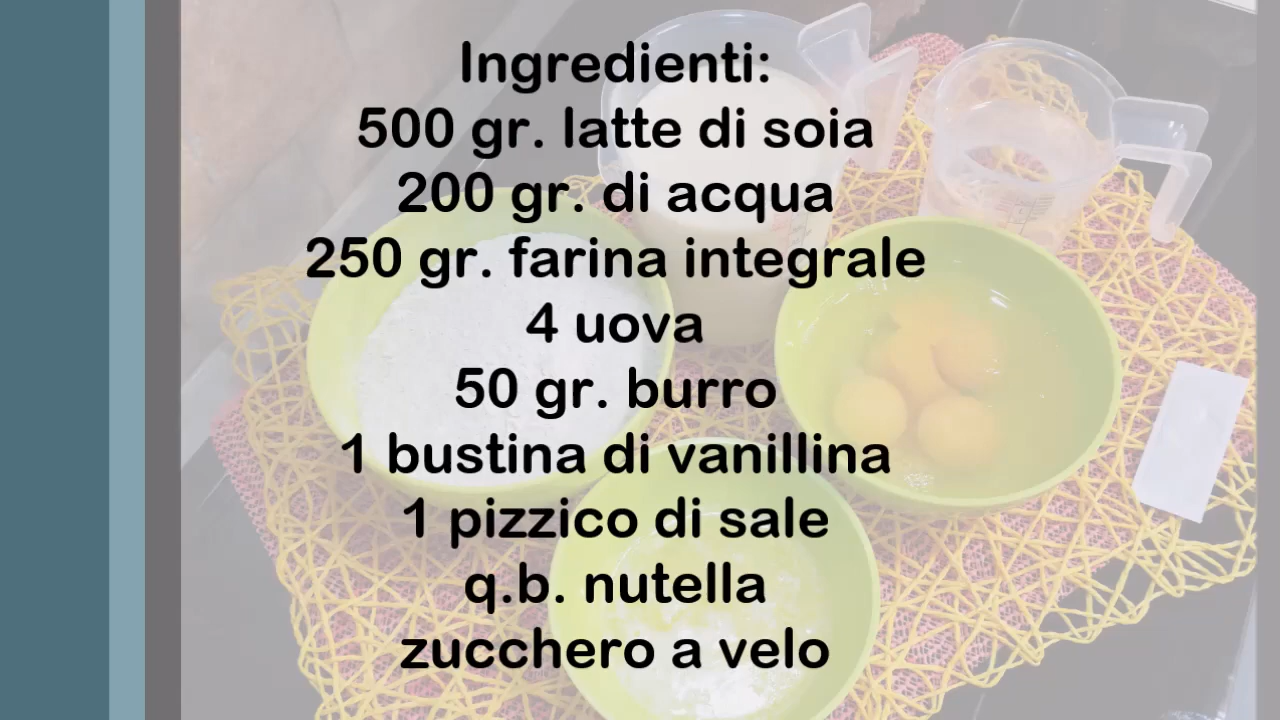 Ingredienti:
500 gr. latte di soia
200 gr. di acqua
250 gr. farina integrale
4 uova
50 gr. burro
1 bustina di vanillina
1 pizzico di sale
q.b. nutella
zucchero a velo